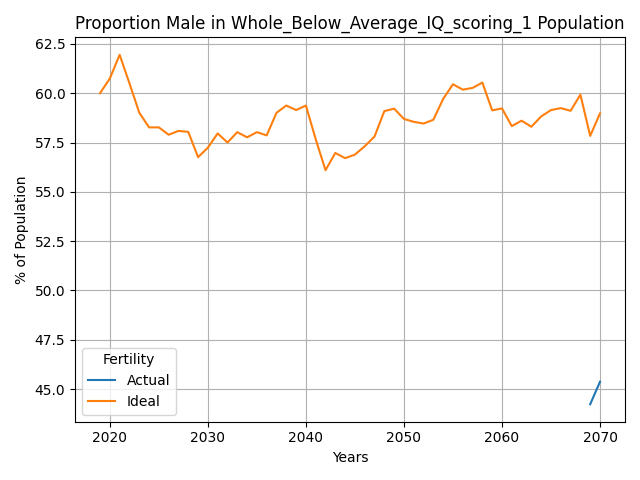 Proportion Male in Whole_Below_Average_IQ_scoring_1 Population
62.5
60.0
57.5
55.0
52.5
50.0
47.5
45.0
% of Population
Fertility
Actual
Ideal
2020 2030 2040 2050 2060 2070
Years